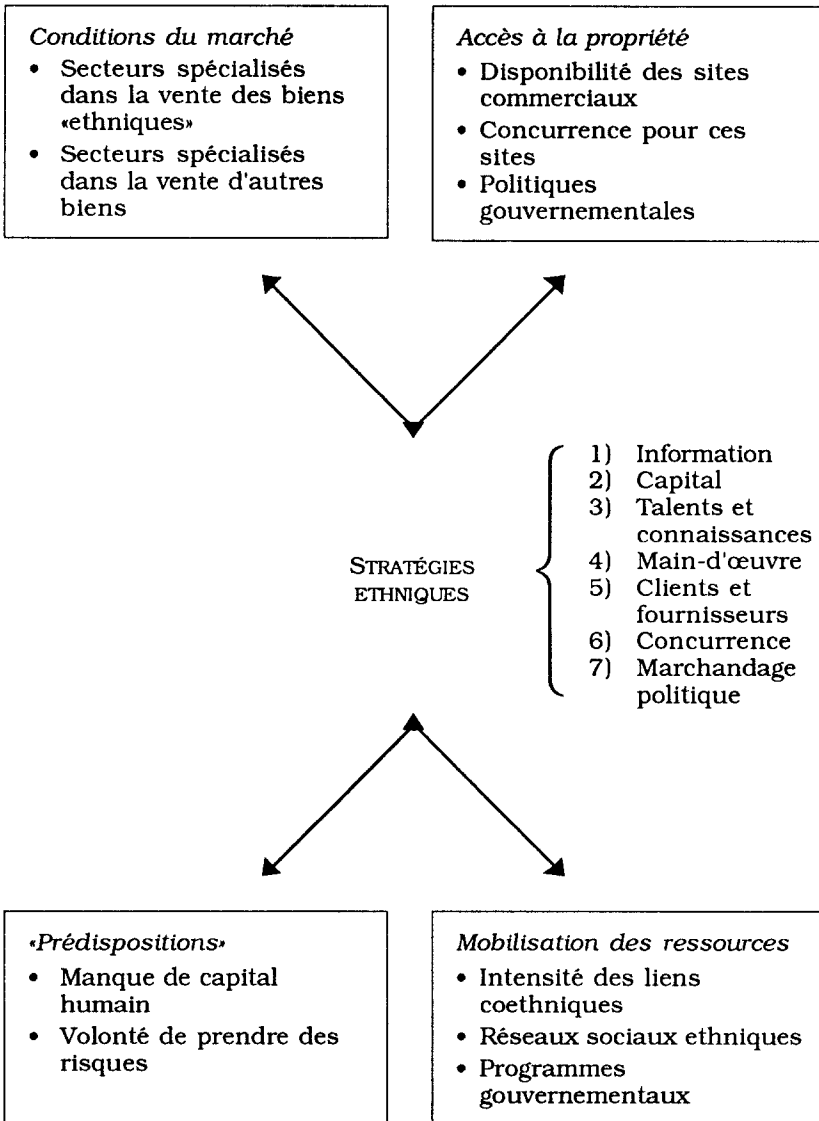 Conditions du marché
• Secteurs spécialisés
dans la vente des biens
«ethniques»
• Secteurs spécialisés
dans la vente d'autres
biens
Accès à la propriété
• Disponibilité des sites
commerciaux
• Concurrence pour ces
sites
• Politiques
gouvernementales
STRATÉGIES
ETHNIQUES
1) Information
2) Capital
3) Talents et
connaissances
4) Main-d'œuvre
5) Clients et
fournisseurs
6) Concurrence
7) Marchandage
politique
«Prédispositions»
• Manque de capital
humain
• Volonté de prendre des
risques
Mobilisation des ressources
• Intensité des liens
coethniques
• Réseaux sociaux ethniques
• Programmes
gouvernementaux